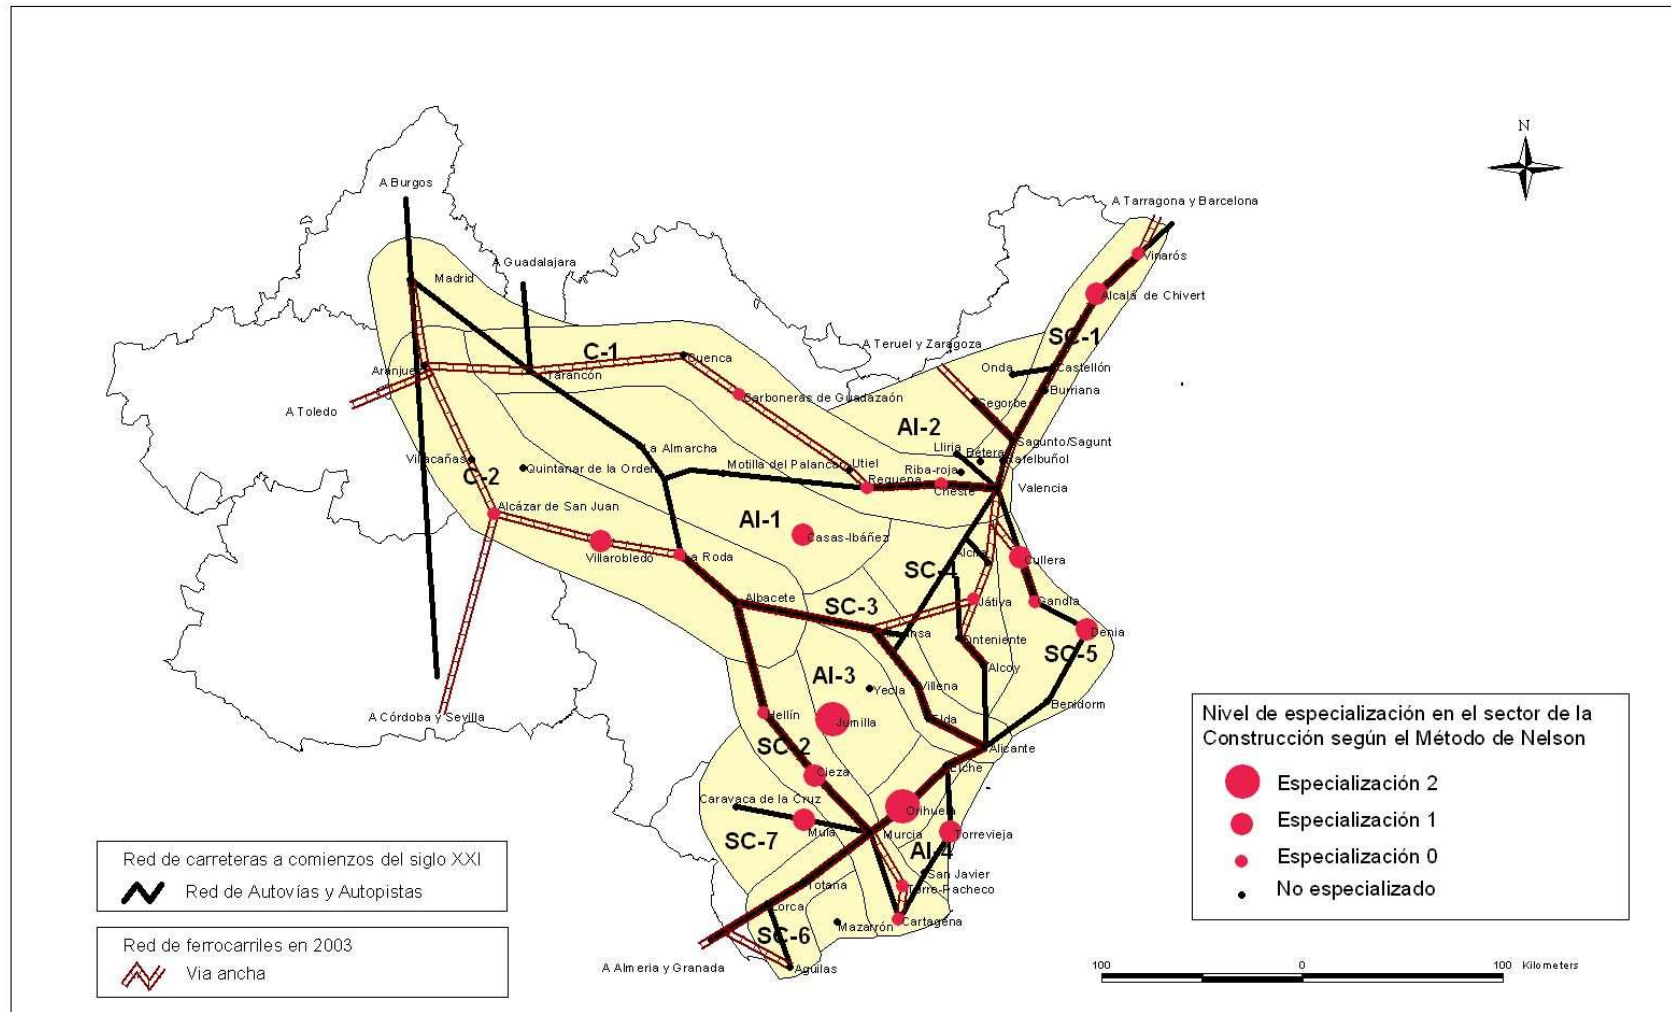 N
A Burgos
A Tarragona y Barcelona
A Guadalajara
Vinarós
Madrid
Alcalá de Chivert
SC-1
A Teruel y Zaragoza
C-1
Cuenca
Aranjuez
Tarancón
Onda
Castellón
Burriana
A Toledo
Carboneras de Guadazaón
Segorbe
AI-2
Sagunto/Sagunt
La Almarcha
Lliria
Bétera
Rafelbuñol
Villacañas
Quintanar de la Orden
Motilla del Palancar
Utiel
Riba-roja
C-2
Requena
Cheste
Valencia
Alcázar de San Juan
AI-1
Casas-Ibáñez
Villarobledo
La Roda
Alcira
Cullera
SC-4
Albacete
SC-3
Játiva
Gandía
Almansa
Onteniente
Denia
SC-5
Alcoy
AI-3
Yecla
Villena
Benidorm
A Córdoba y Sevilla
Hellín
Jumilla
Elda
SC-2
Alicante
Cieza
Elche
Caravaca de la Cruz
Orihuela
Mula
Murcia
Torrevieja
SC-7
AI-4
San Javier
Totana
Torre-Pacheco
Lorca
Mazarrón
Cartagena
SC-6
A Almeria y Granada
Aguilas
Nivel de especialización en el sector de la
Construcción según el Método de Nelson
Especialización 2
Especialización 1
Especialización 0
No especializado
Red de carreteras a comienzos del siglo XXI
Red de Autovías y Autopistas
Red de ferrocarriles en 2003
Via ancha
100 0 100 Kilometers